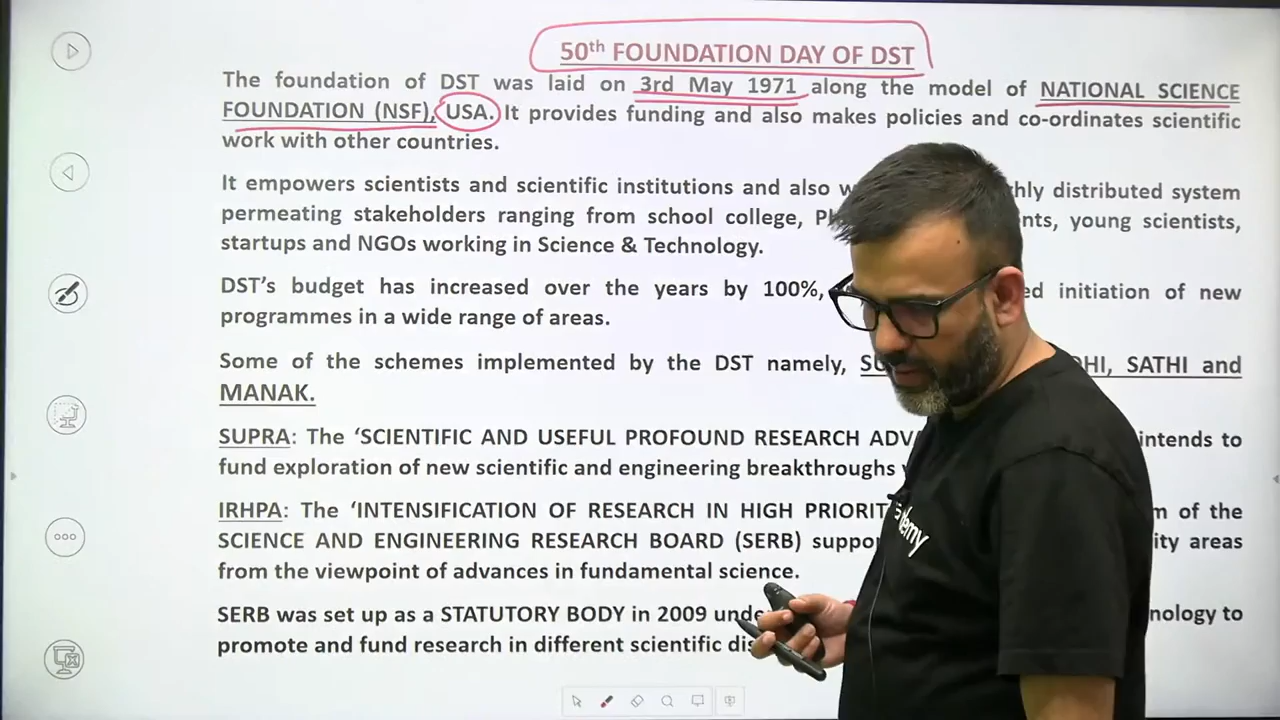 50th FOUNDATION DAY OF DST
The foundation of DST was laid on 3rd May 1971 along the model of NATIONAL SCIENCE
FOUNDATION (NSF), USA. It provides funding and also makes policies and co-ordinates scientific
work with other countries.
It empowers scientists and scientific institutions and also distributed system
permeating stakeholders ranging from school college, young scientists,
startups and NGOs working in Science & Technology.
DST's budget has increased over the years by 100%, initiation of new
programmes in a wide range of areas.
Some of the schemes implemented by the DST namely, SATHI and
MANAK.
SUPRA: The ‘SCIENTIFIC AND USEFUL PROFOUND RESEARCH intends to
fund exploration of new scientific and engineering breakthroughs
IRHPA: The ‘INTENSIFICATION OF RESEARCH IN HIGH of the
SCIENCE AND ENGINEERING RESEARCH BOARD (SERB) areas
from the viewpoint of advances in fundamental science.
SERB was set up as a STATUTORY BODY in 2009 to
promote and fund research in different scientific